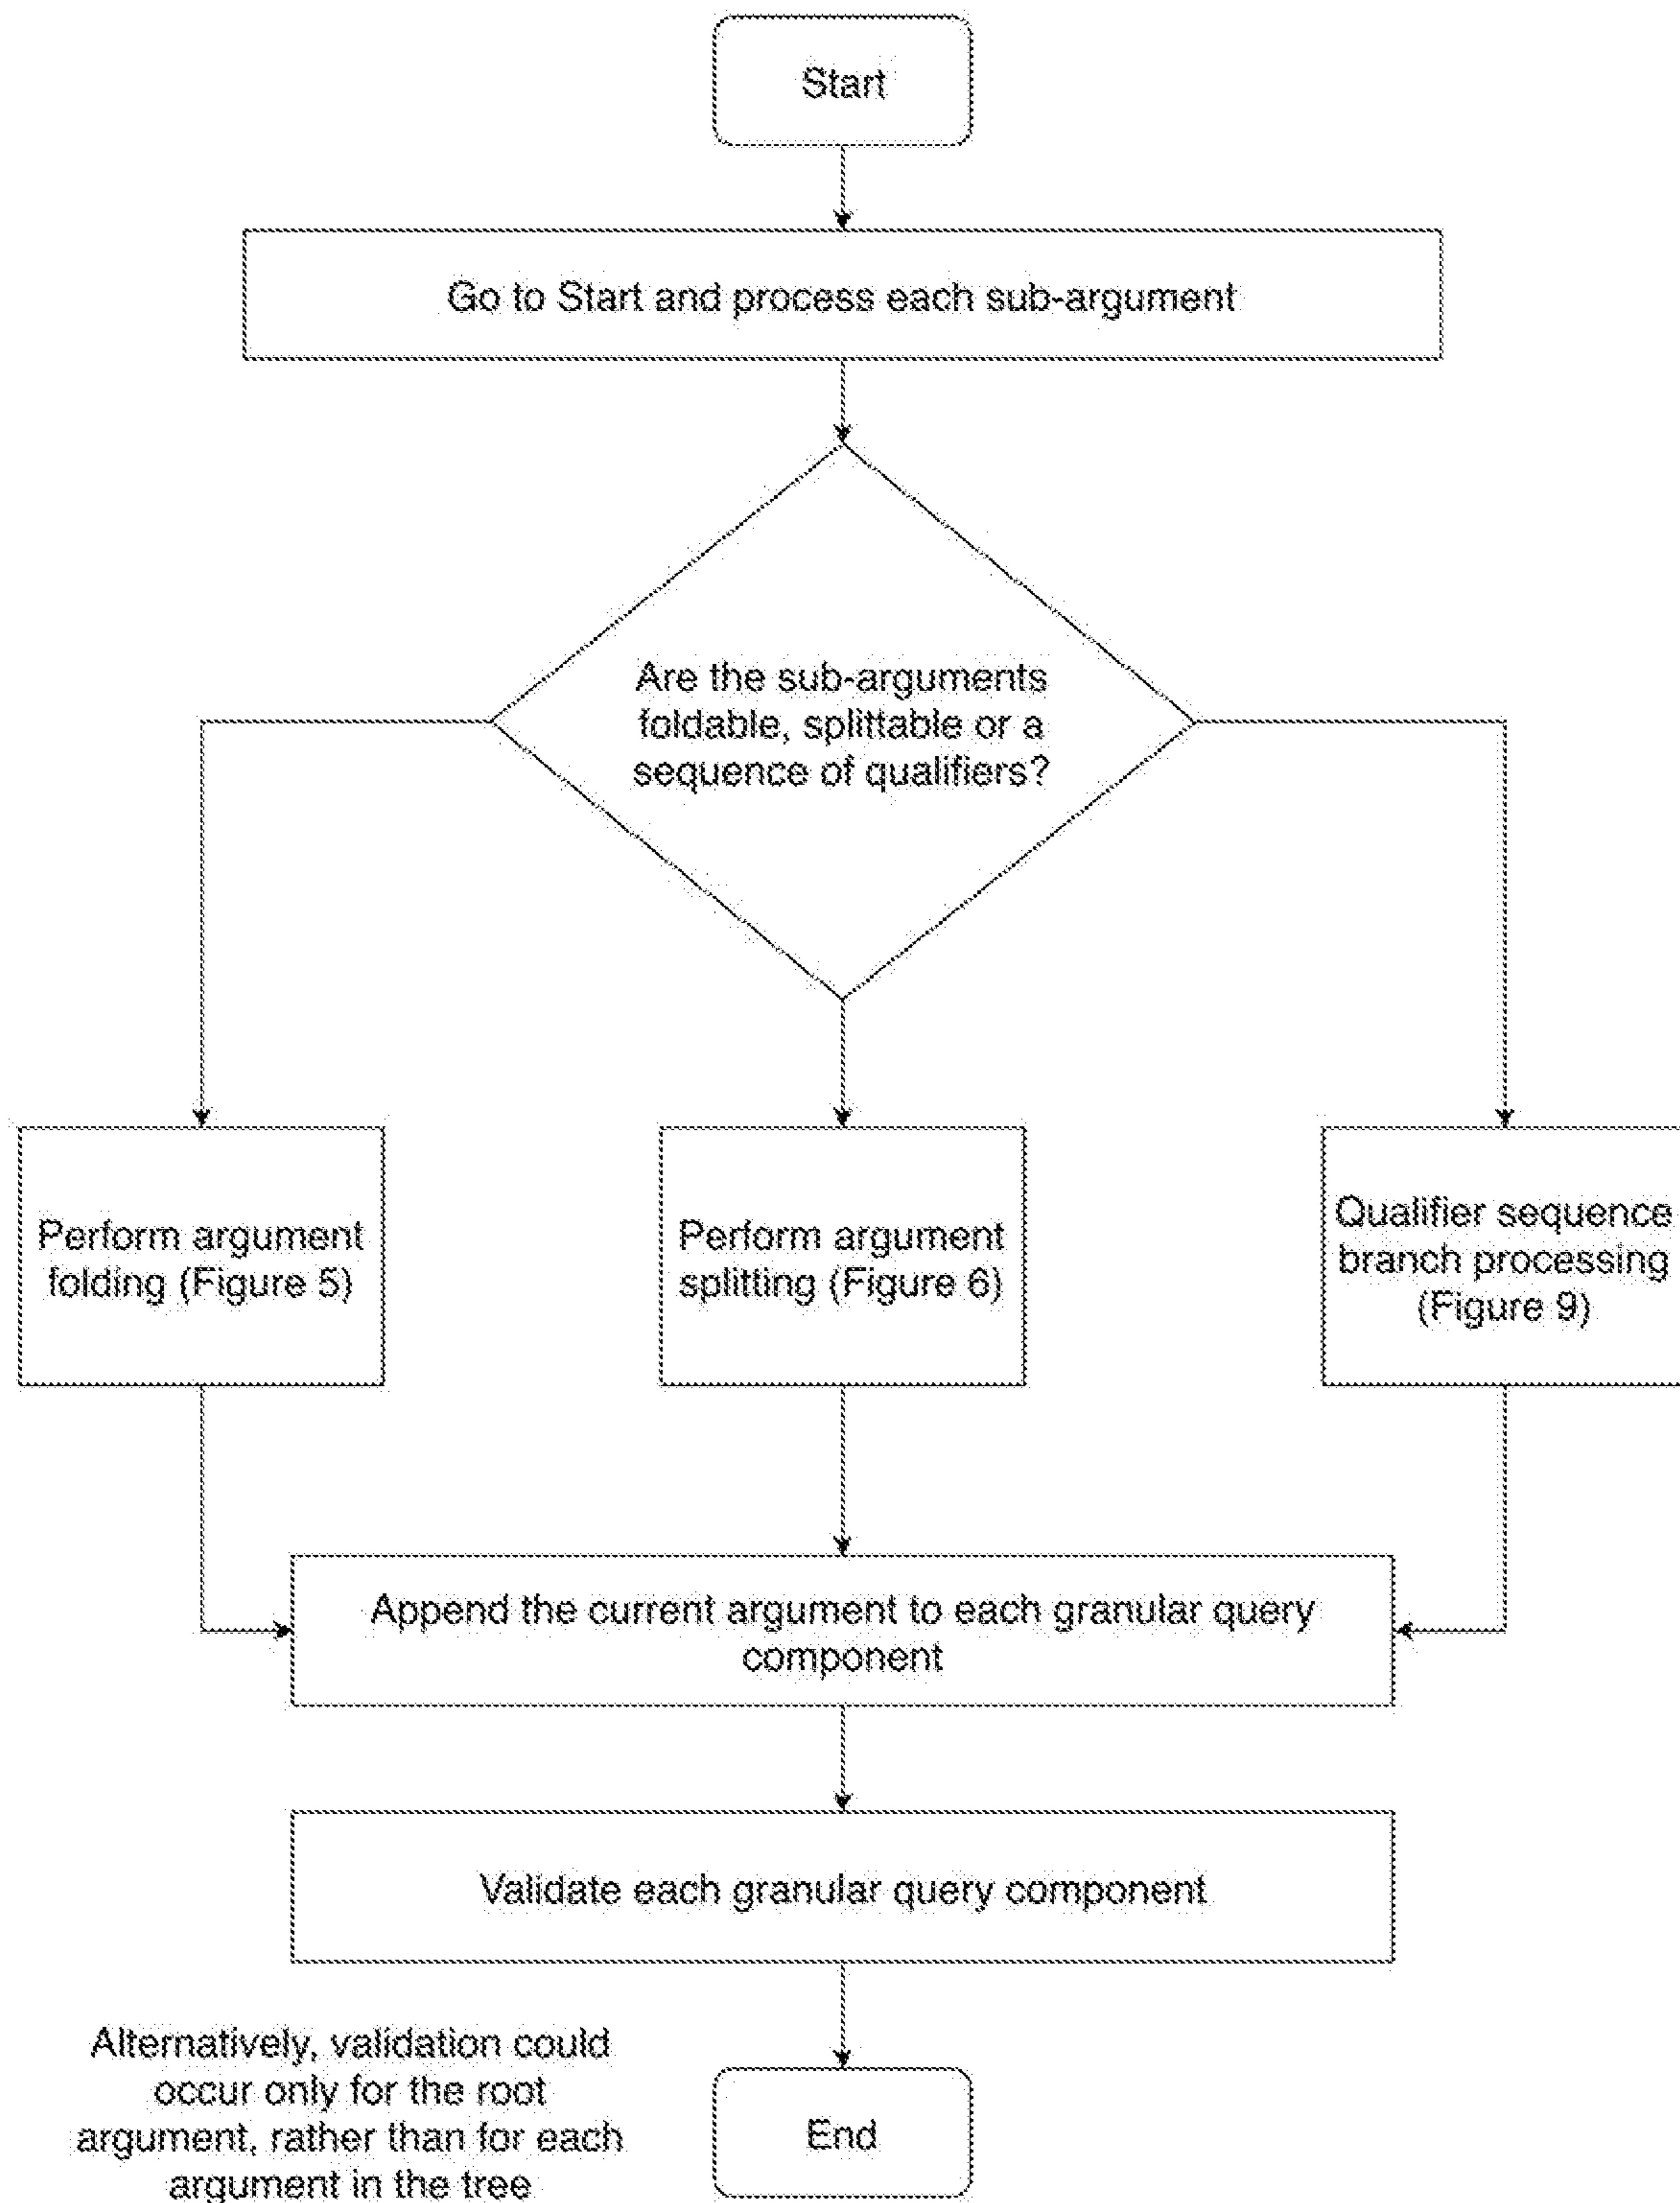 Start
Go to Start and process each sub-argument
Are the sub-arguments
foldable, splittable or a
sequence of qualifiers?
Perform argument
folding (Figure 5)
Perform argument
splitting (Figure 6)
Qualifier sequence
branch processing
(Figure 9)
Append the current argument to each granular query
component
Validate each granular query component
Alternatively, validation could
occur only for the root
argument, rather than for each
argument in the tree
End